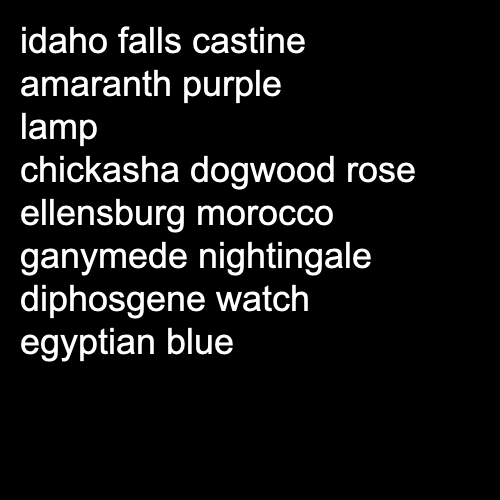 idaho falls castine
amaranth purple
lamp
chickasha dogwood rose
ellensburg morocco
ganymede nightingale
diphosgene watch
egyptian blue